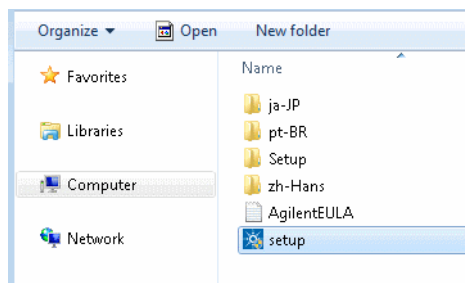 Organize Open New folder
Favorites
Libraries
Computer
Network
Name
ja-JP
pt-BR
Setup
zh-Hans
AgilentEULA
setup